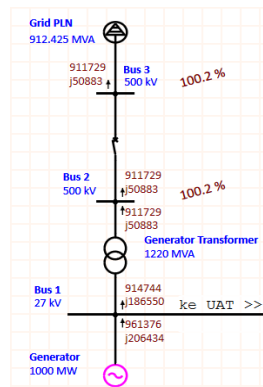 Grid PLN
912.425 MVA
911729
j50883
Bus 3
500 kV
100.2 %
Bus 2
500 kV
911729
j50883
100.2 %
911729
j50883
Generator Transformer
1220 MVA
Bus 1
27 kV
914744
j186550
ke UAT >>
961376
j206434
Generator
1000 MW